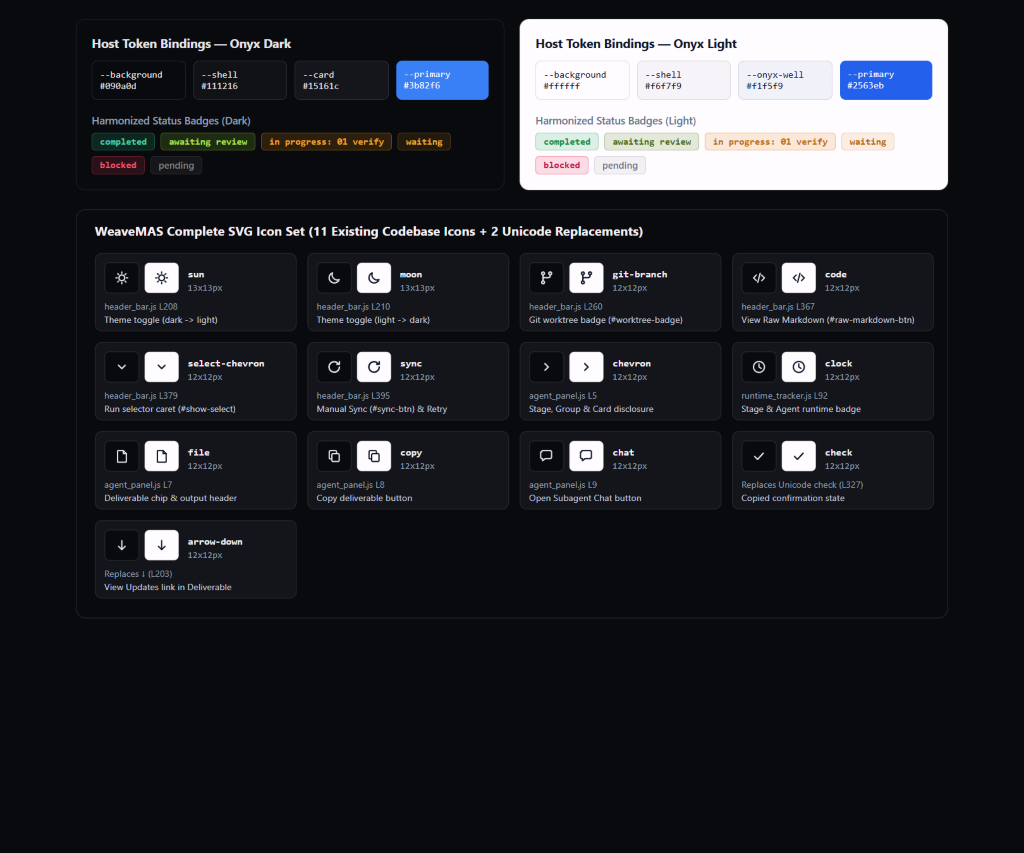 Host Token Bindings — Onyx Dark
--background
#090a0d
--shell
#111216
--card
#15161c
--primary
#3b82f6
Harmonized Status Badges (Dark)
completed
awaiting review
in progress: 01 verify
waiting
blocked
pending
Host Token Bindings — Onyx Light
--background
#ffffff
--shell
#f6f7f9
--onyx-well
#f1f5f9
--primary
#2563eb
Harmonized Status Badges (Light)
completed
awaiting review
in progress: 01 verify
waiting
blocked
pending
WeaveMAS Complete SVG Icon Set (11 Existing Codebase Icons + 2 Unicode Replacements)
sun
13x13px
header_bar.js L208
Theme toggle (dark -> light)
moon
13x13px
header_bar.js L210
Theme toggle (light -> dark)
git-branch
12x12px
header_bar.js L260
Git worktree badge (#worktree-badge)
code
12x12px
header_bar.js L367
View Raw Markdown (#raw-markdown-btn)
select-chevron
12x12px
header_bar.js L379
Run selector caret (#show-select)
sync
12x12px
header_bar.js L395
Manual Sync (#sync-btn) & Retry
chevron
12x12px
agent_panel.js L5
Stage, Group & Card disclosure
clock
12x12px
runtime_tracker.js L92
Stage & Agent runtime badge
file
12x12px
agent_panel.js L7
Deliverable chip & output header
copy
12x12px
agent_panel.js L8
Copy deliverable button
chat
12x12px
agent_panel.js L9
Open Subagent Chat button
check
12x12px
Replaces Unicode check (L327)
Copied confirmation state
arrow-down
12x12px
Replaces ↓ (L203)
View Updates link in Deliverable